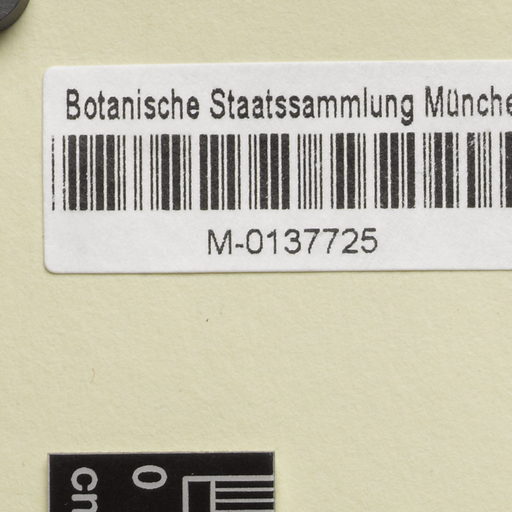 Botanische Staatssammlung Münche
M-0137725
cm
0